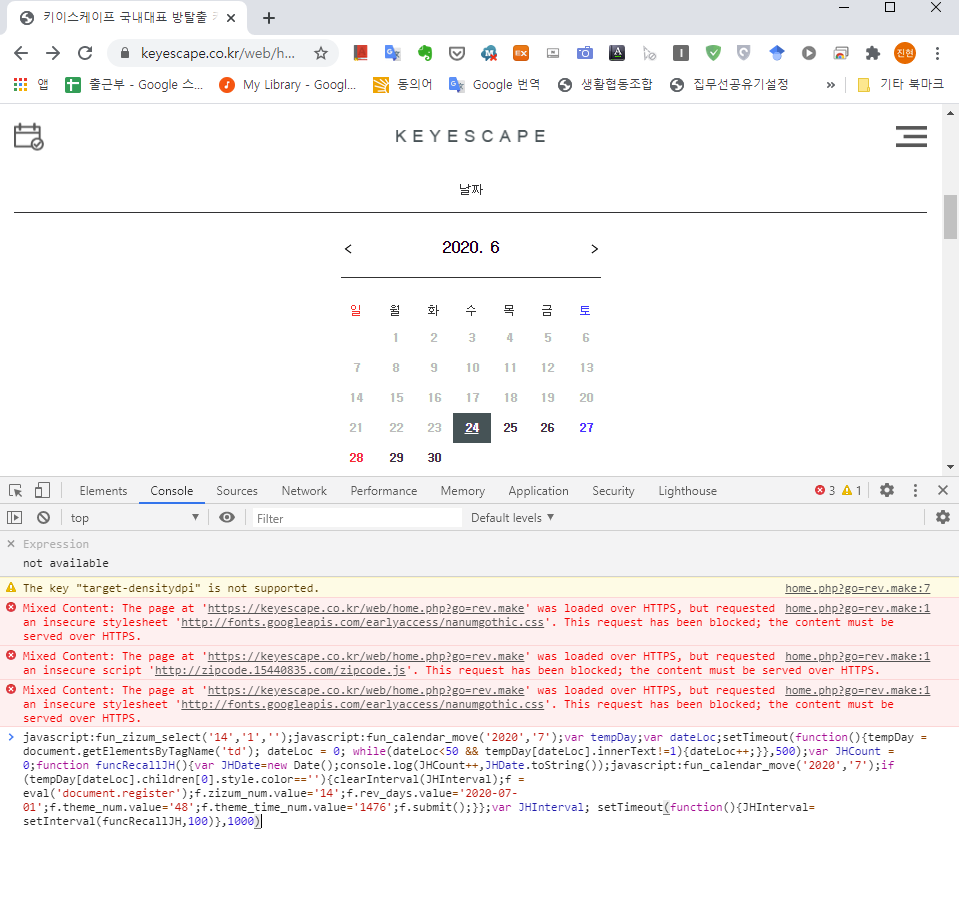 키이스케이프 국내대표 방탈출
keyescape.co.kr/web/h...
진현
앱
출근부 - Google 스...
My Library - Googl...
동의어
Google 번역
생활협동조합
집무선공유기설정
»
기타 북마크
KEYESCAPE
날짜
< 2020. 6 >
일 월 화 수 목 금 토
1 2 3 4 5 6
7 8 9 10 11 12 13
14 15 16 17 18 19 20
21 22 23 24 25 26 27
28 29 30
Elements Console Sources Network Performance Memory Application Security Lighthouse 3 1
top Filter Default levels ▼
Expression
not available
The key "target-densitydpi" is not supported. home.php?go=rev.make:7
Mixed Content: The page at 'https://keyescape.co.kr/web/home.php?go=rev.make' was loaded over HTTPS, but requested home.php?go=rev.make:1
an insecure stylesheet 'http://fonts.googleapis.com/earlyaccess/nanumgothic.css'. This request has been blocked; the content must be
served over HTTPS.
Mixed Content: The page at 'https://keyescape.co.kr/web/home.php?go=rev.make' was loaded over HTTPS, but requested home.php?go=rev.make:1
an insecure script 'http://zipcode.15440835.com/zipcode.js'. This request has been blocked; the content must be served over HTTPS.
Mixed Content: The page at 'https://keyescape.co.kr/web/home.php?go=rev.make' was loaded over HTTPS, but requested home.php?go=rev.make:1
an insecure stylesheet 'http://fonts.googleapis.com/earlyaccess/nanumgothic.css'. This request has been blocked; the content must be
served over HTTPS.
javascript:fun_zizum_select('14','1','');javascript:fun_calendar_move('2020','7');var tempDay;var dateLoc;setTimeout(function(){tempDay =
document.getElementsByTagName('td'); dateLoc = 0; while(dateLoc<50 && tempDay[dateLoc].innerText!=1){dateLoc++;}},500);var JHCount =
0;function funcRecallJH(){var JHDate=new Date();console.log(JHCount++,JHDate.toString());javascript:fun_calendar_move('2020','7');if
(tempDay[dateLoc].children[0].style.color==''){clearInterval(JHInterval);f =
eval('document.register');f.zizum_num.value='14';f.rev_days.value='2020-07-
01';f.theme_num.value='48';f.theme_time_num.value='1476';f.submit();}};var JHInterval; setTimeout(function(){JHInterval=
setInterval(funcRecallJH,100)},1000)